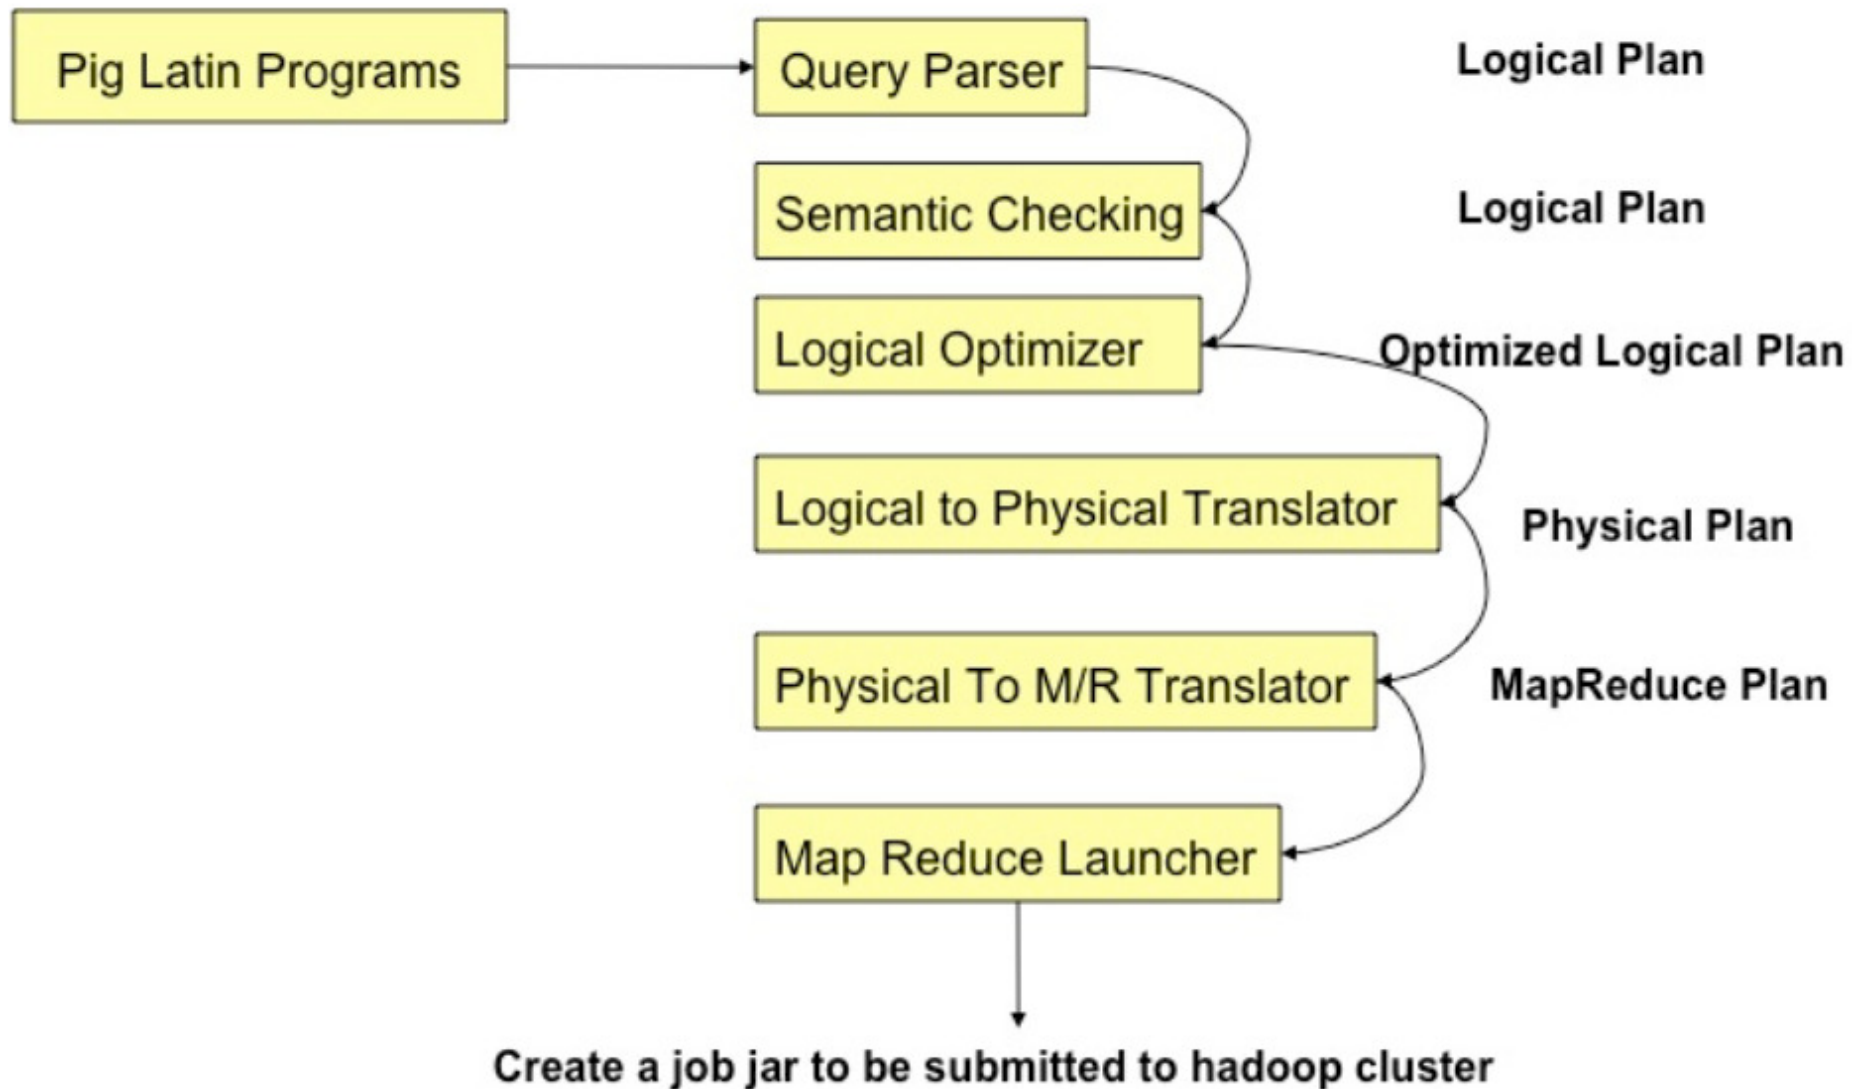 Pig Latin Programs
Query Parser
Logical Plan
Semantic Checking
Logical Plan
Logical Optimizer
Optimized Logical Plan
Logical to Physical Translator
Physical Plan
Physical To M/R Translator
MapReduce Plan
Map Reduce Launcher
Create a job jar to be submitted to hadoop cluster